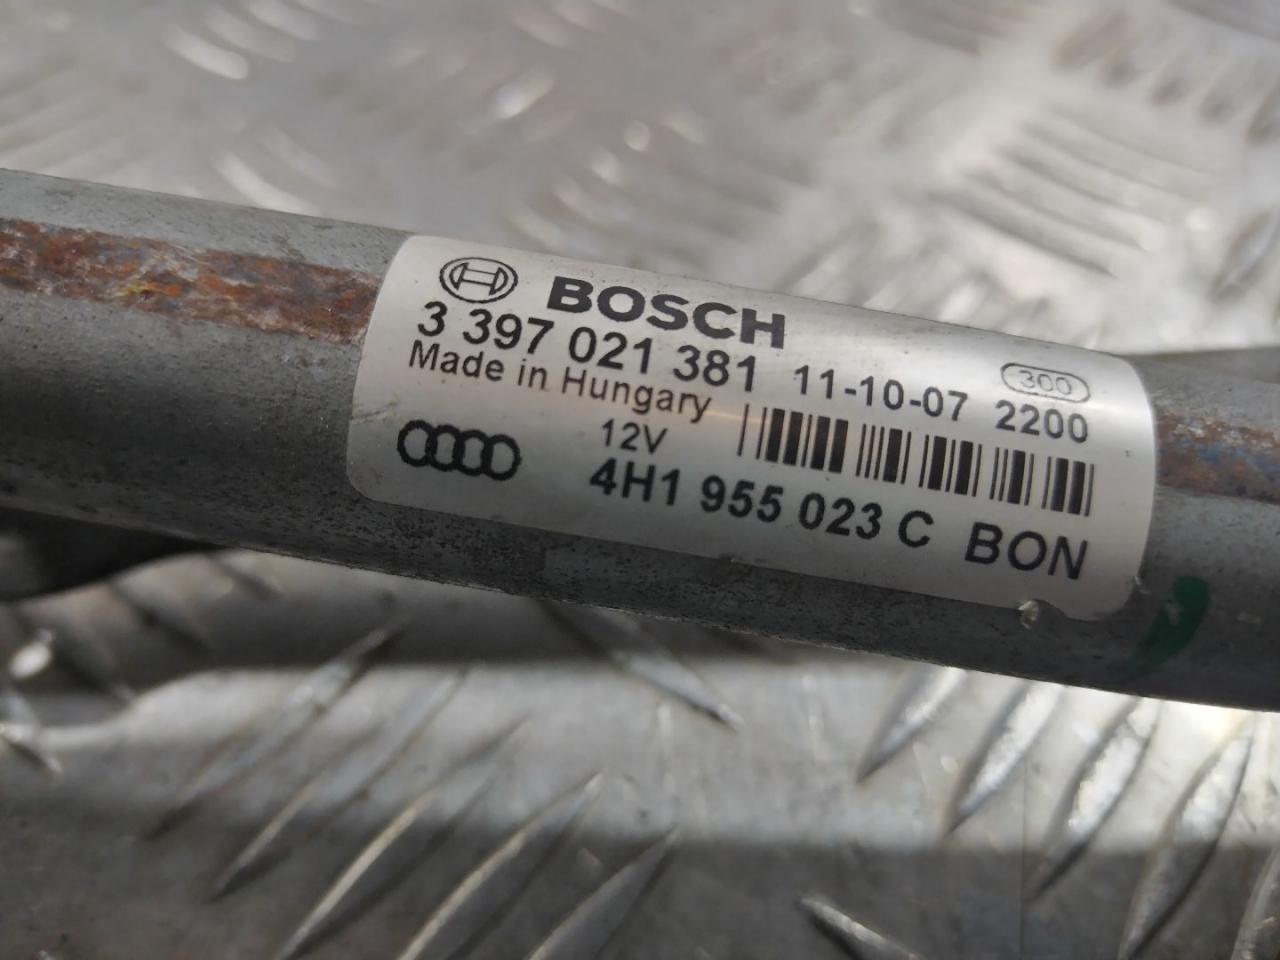 BOSCH
3 397 021 381 11-10-07 300
Made in Hungary 2200
12V
4H1 955 023 C BON